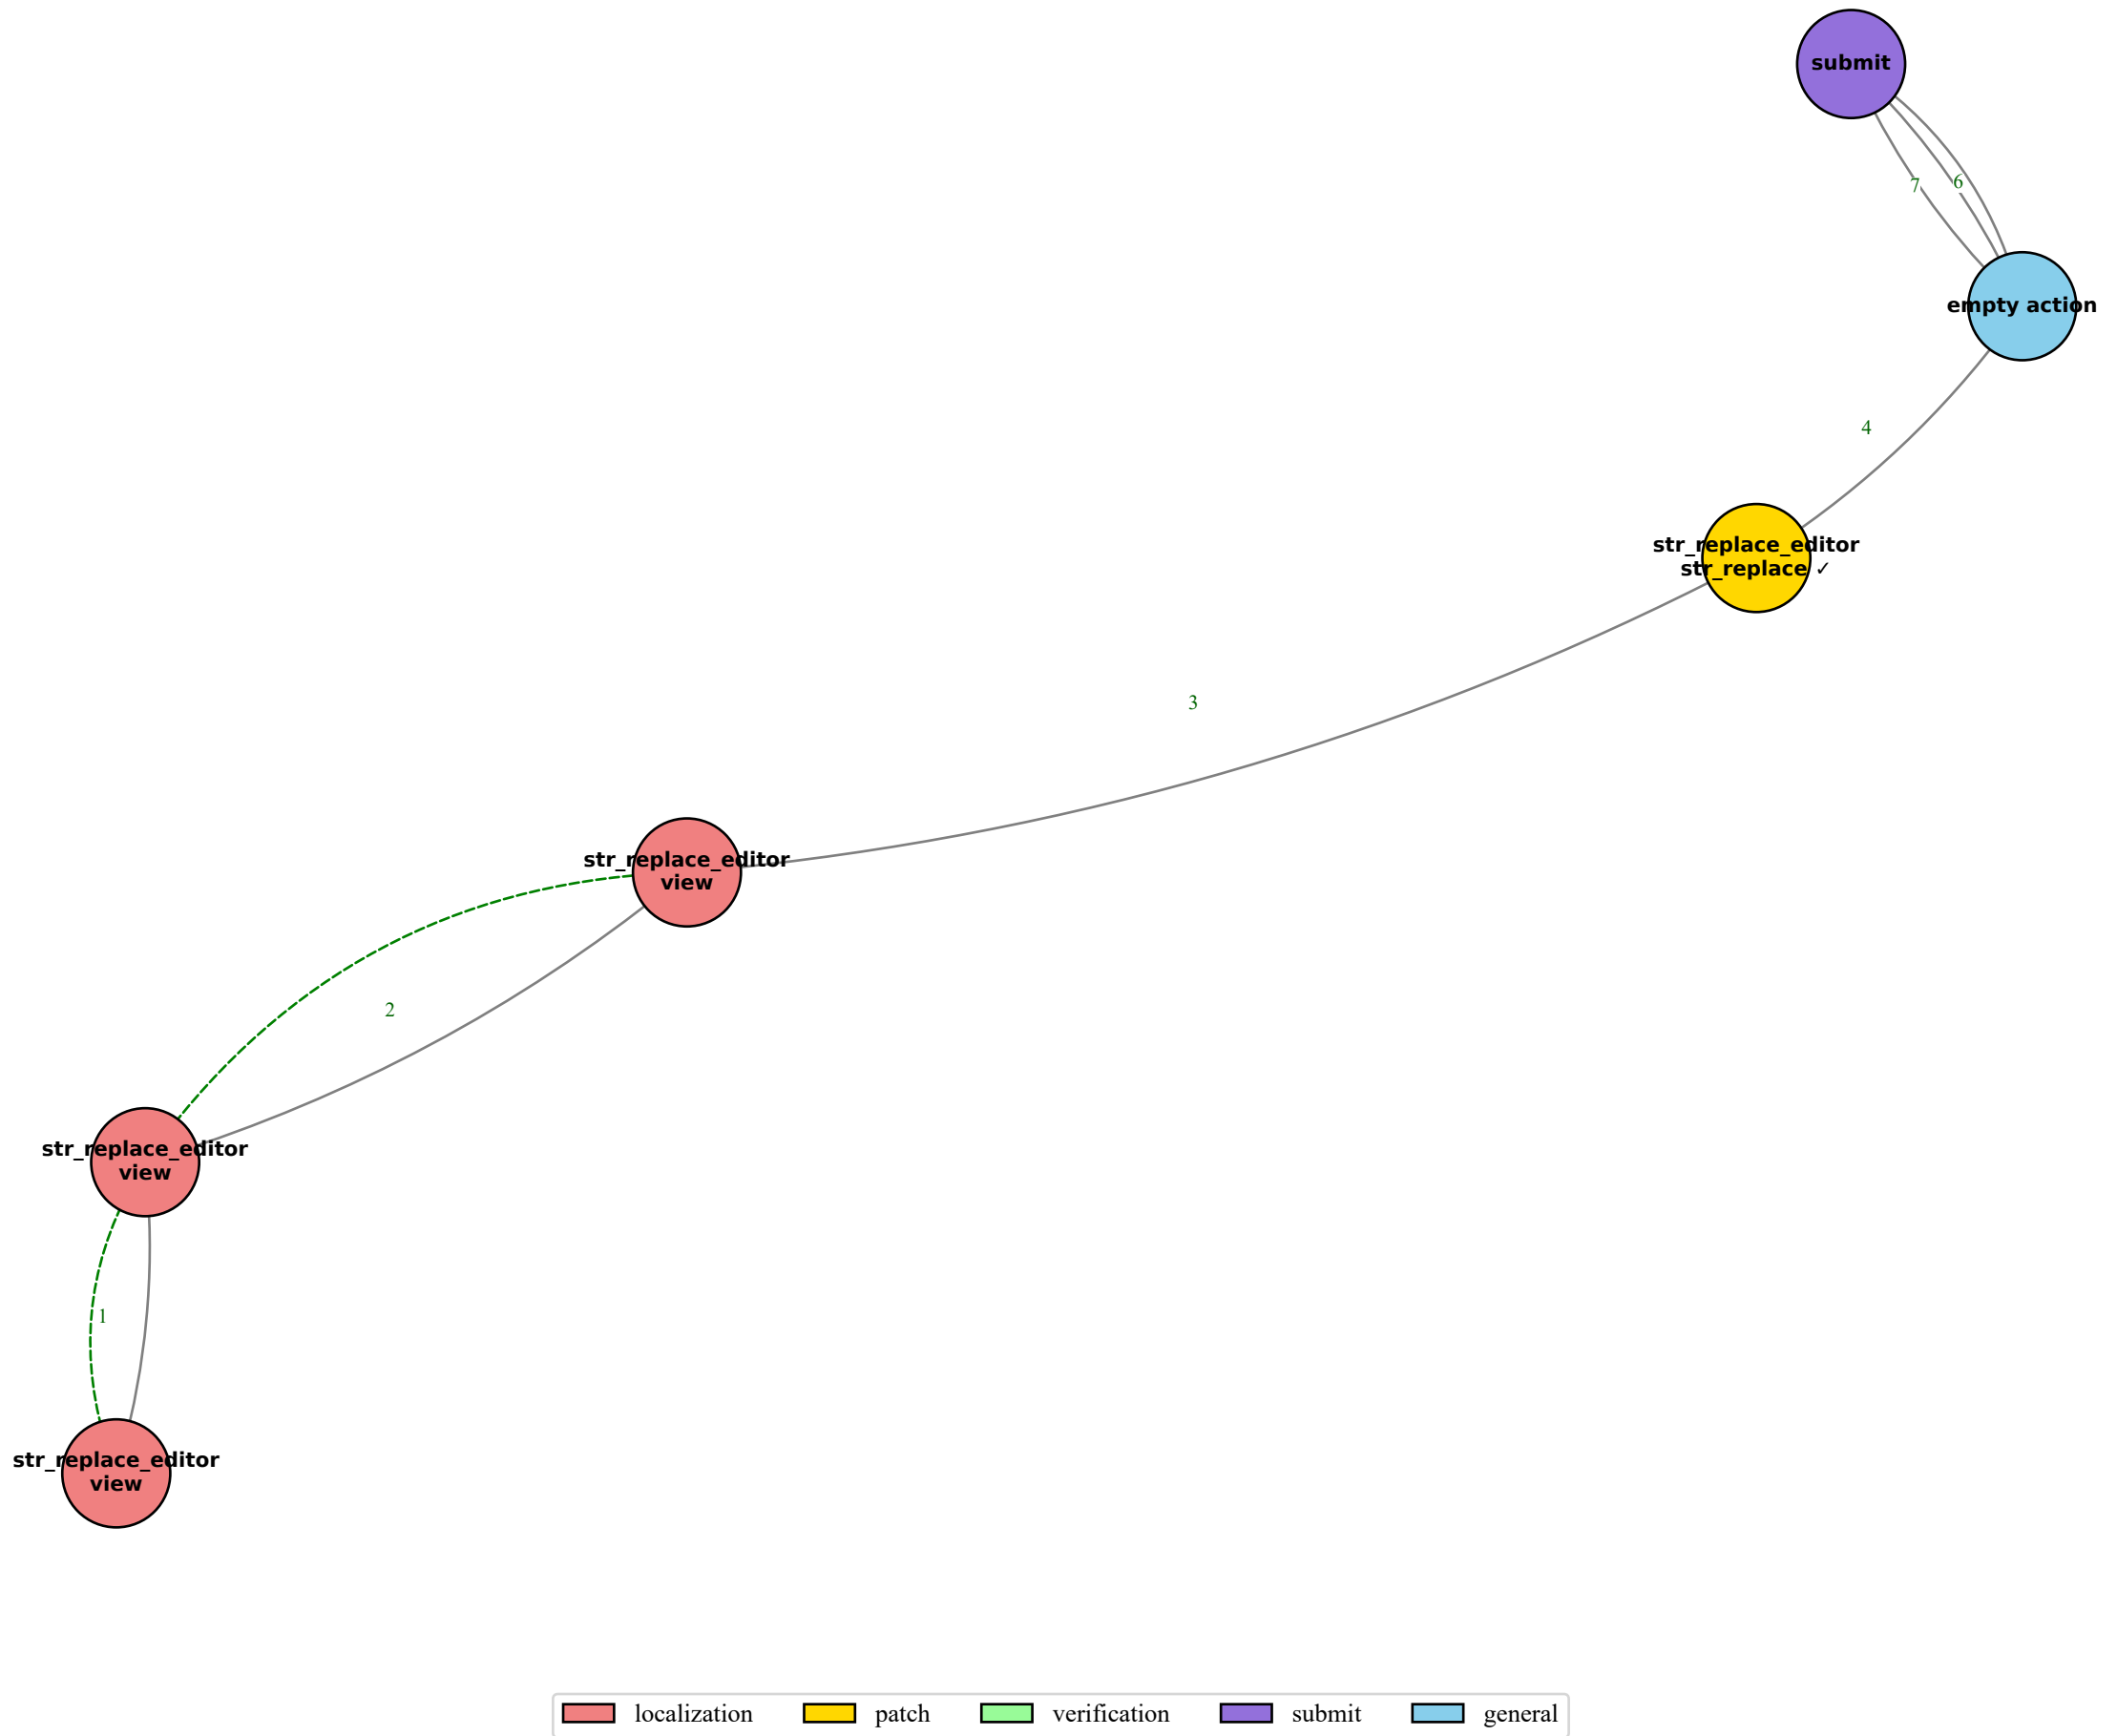 submit
7
6
empty action
4
str_replace_editor
str_replace ✓
3
str_replace_editor
view
2
str_replace_editor
view
1
str_replace_editor
view
localization
patch
verification
submit
general